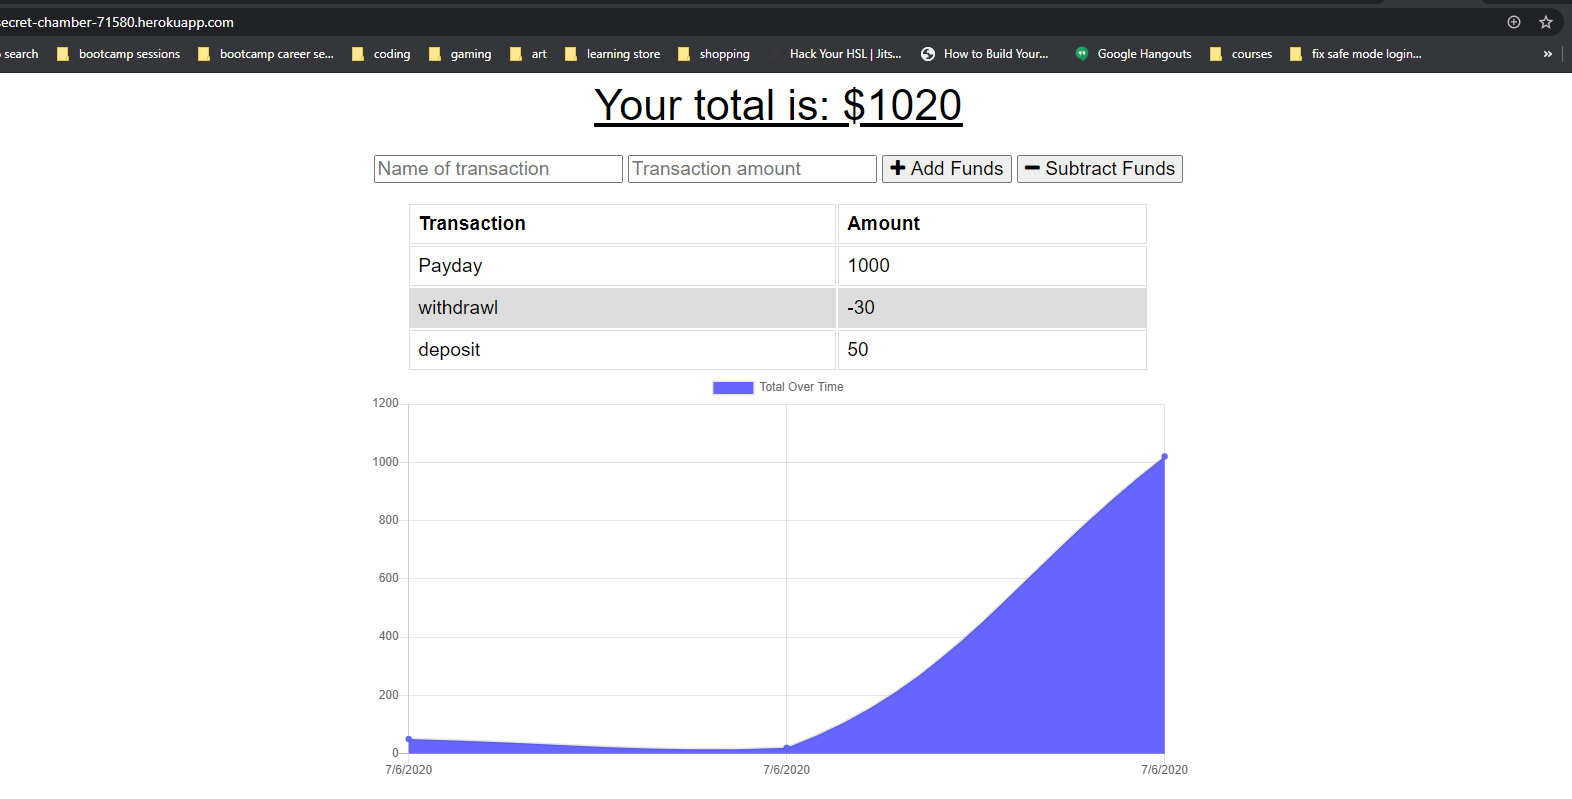 secret-chamber-71580.herokuapp.com
search bootcamp sessions bootcamp career se... coding gaming art learning store shopping Hack Your HSL | Jits... How to Build Your... Google Hangouts courses fix safe mode login... »
Your total is: $1020
Name of transaction Transaction amount Add Funds Subtract Funds
Transaction Amount
Payday 1000
withdrawl -30
deposit 50
Total Over Time
1200
1000
800
600
400
200
0
7/6/2020 7/6/2020 7/6/2020